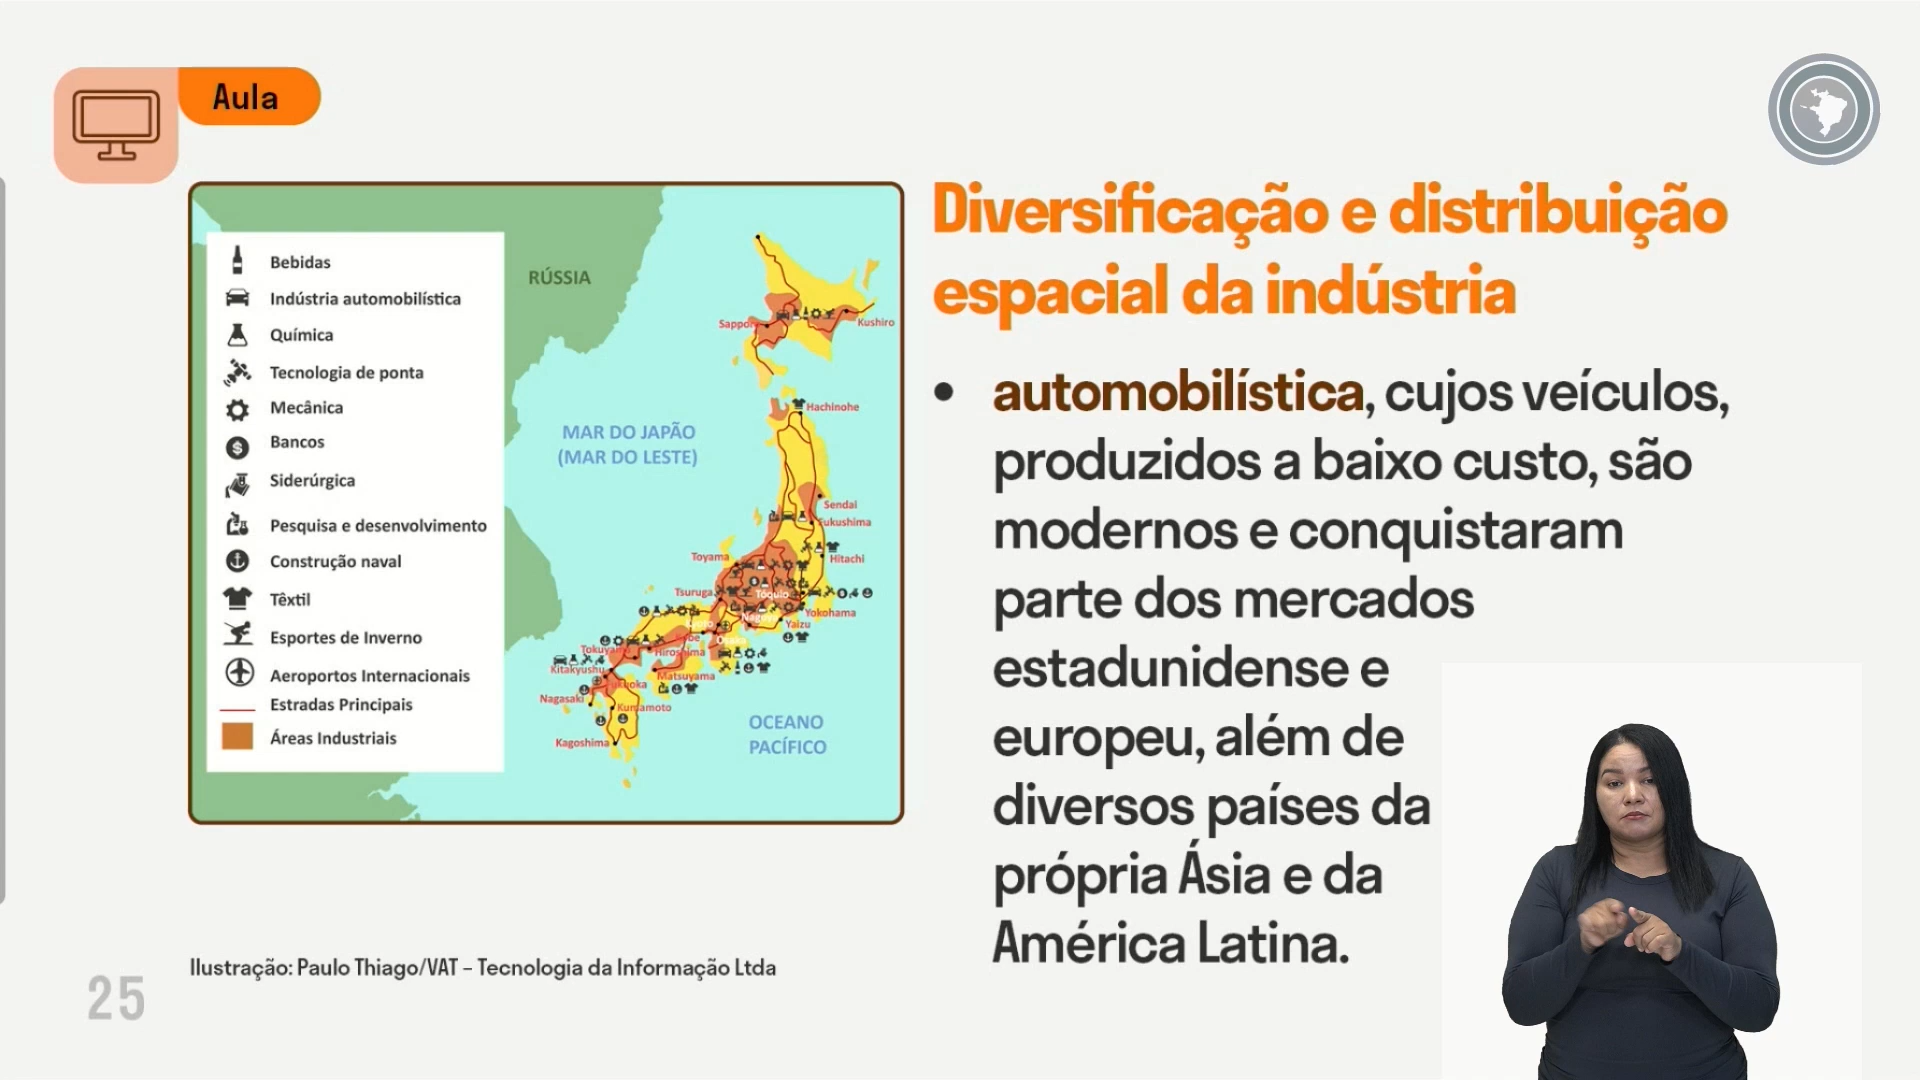 Aula
Diversificação e distribuição
espacial da indústria
Bebidas
Indústria automobilística
Química
Tecnologia de ponta
Mecânica
Bancos
Siderúrgica
Pesquisa e desenvolvimento
Construção naval
Têxtil
Esportes de Inverno
Aeroportos Internacionais
Estradas Principais
Áreas Industriais
RÚSSIA
MAR DO JAPÃO
(MAR DO LESTE)
OCEANO
PACÍFICO
Sapporo
Kushiro
Hachinohe
Sendai
Fukushima
Toyama
Hitachi
Tsuruga
Tóquio
Yokohama
Nagoya
Yaizu
Kobe
Osaka
Tokuyama
Hiroshima
Kitakyushu
Matsuyama
Fukuoka
Nagasaki
Kumamoto
Kagoshima
• automobilística, cujos veículos,
produzidos a baixo custo, são
modernos e conquistaram
parte dos mercados
estadunidense e
europeu, além de
diversos países da
própria Ásia e da
América Latina.
Ilustração: Paulo Thiago/VAT – Tecnologia da Informação Ltda
25